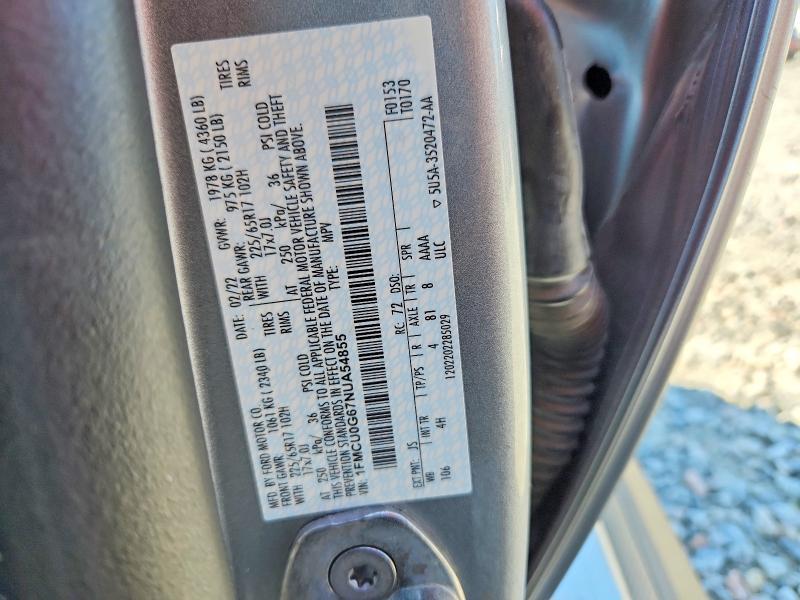 MFD. BY FORD MOTOR CO. DATE: 02/22 GVWR: 1978 KG ( 4360 LB)
FRONT GAWR: 1061 KG ( 2340 LB) REAR GAWR: 975 KG ( 2150 LB)
WITH 225/65R17 102H TIRES WITH 225/65R17 102H TIRES
17x7.0J RIMS 17x7.0J RIMS
AT 250 kPa/ 36 PSI COLD AT 250 kPa/ 36 PSI COLD
THIS VEHICLE CONFORMS TO ALL APPLICABLE FEDERAL MOTOR VEHICLE SAFETY AND THEFT
PREVENTION STANDARDS IN EFFECT ON THE DATE OF MANUFACTURE SHOWN ABOVE.
VIN: 1FMCU0G67NUA54855 TYPE: MPV
F0153
T0170
EXT PNT: JS RC: 72 DSO:
WB INT TR TP/PS R AXLE TR SPR
106 4H 4 81 8 AAAA
ULC
1202202285029 ▽ 5U5A-3520472-AA